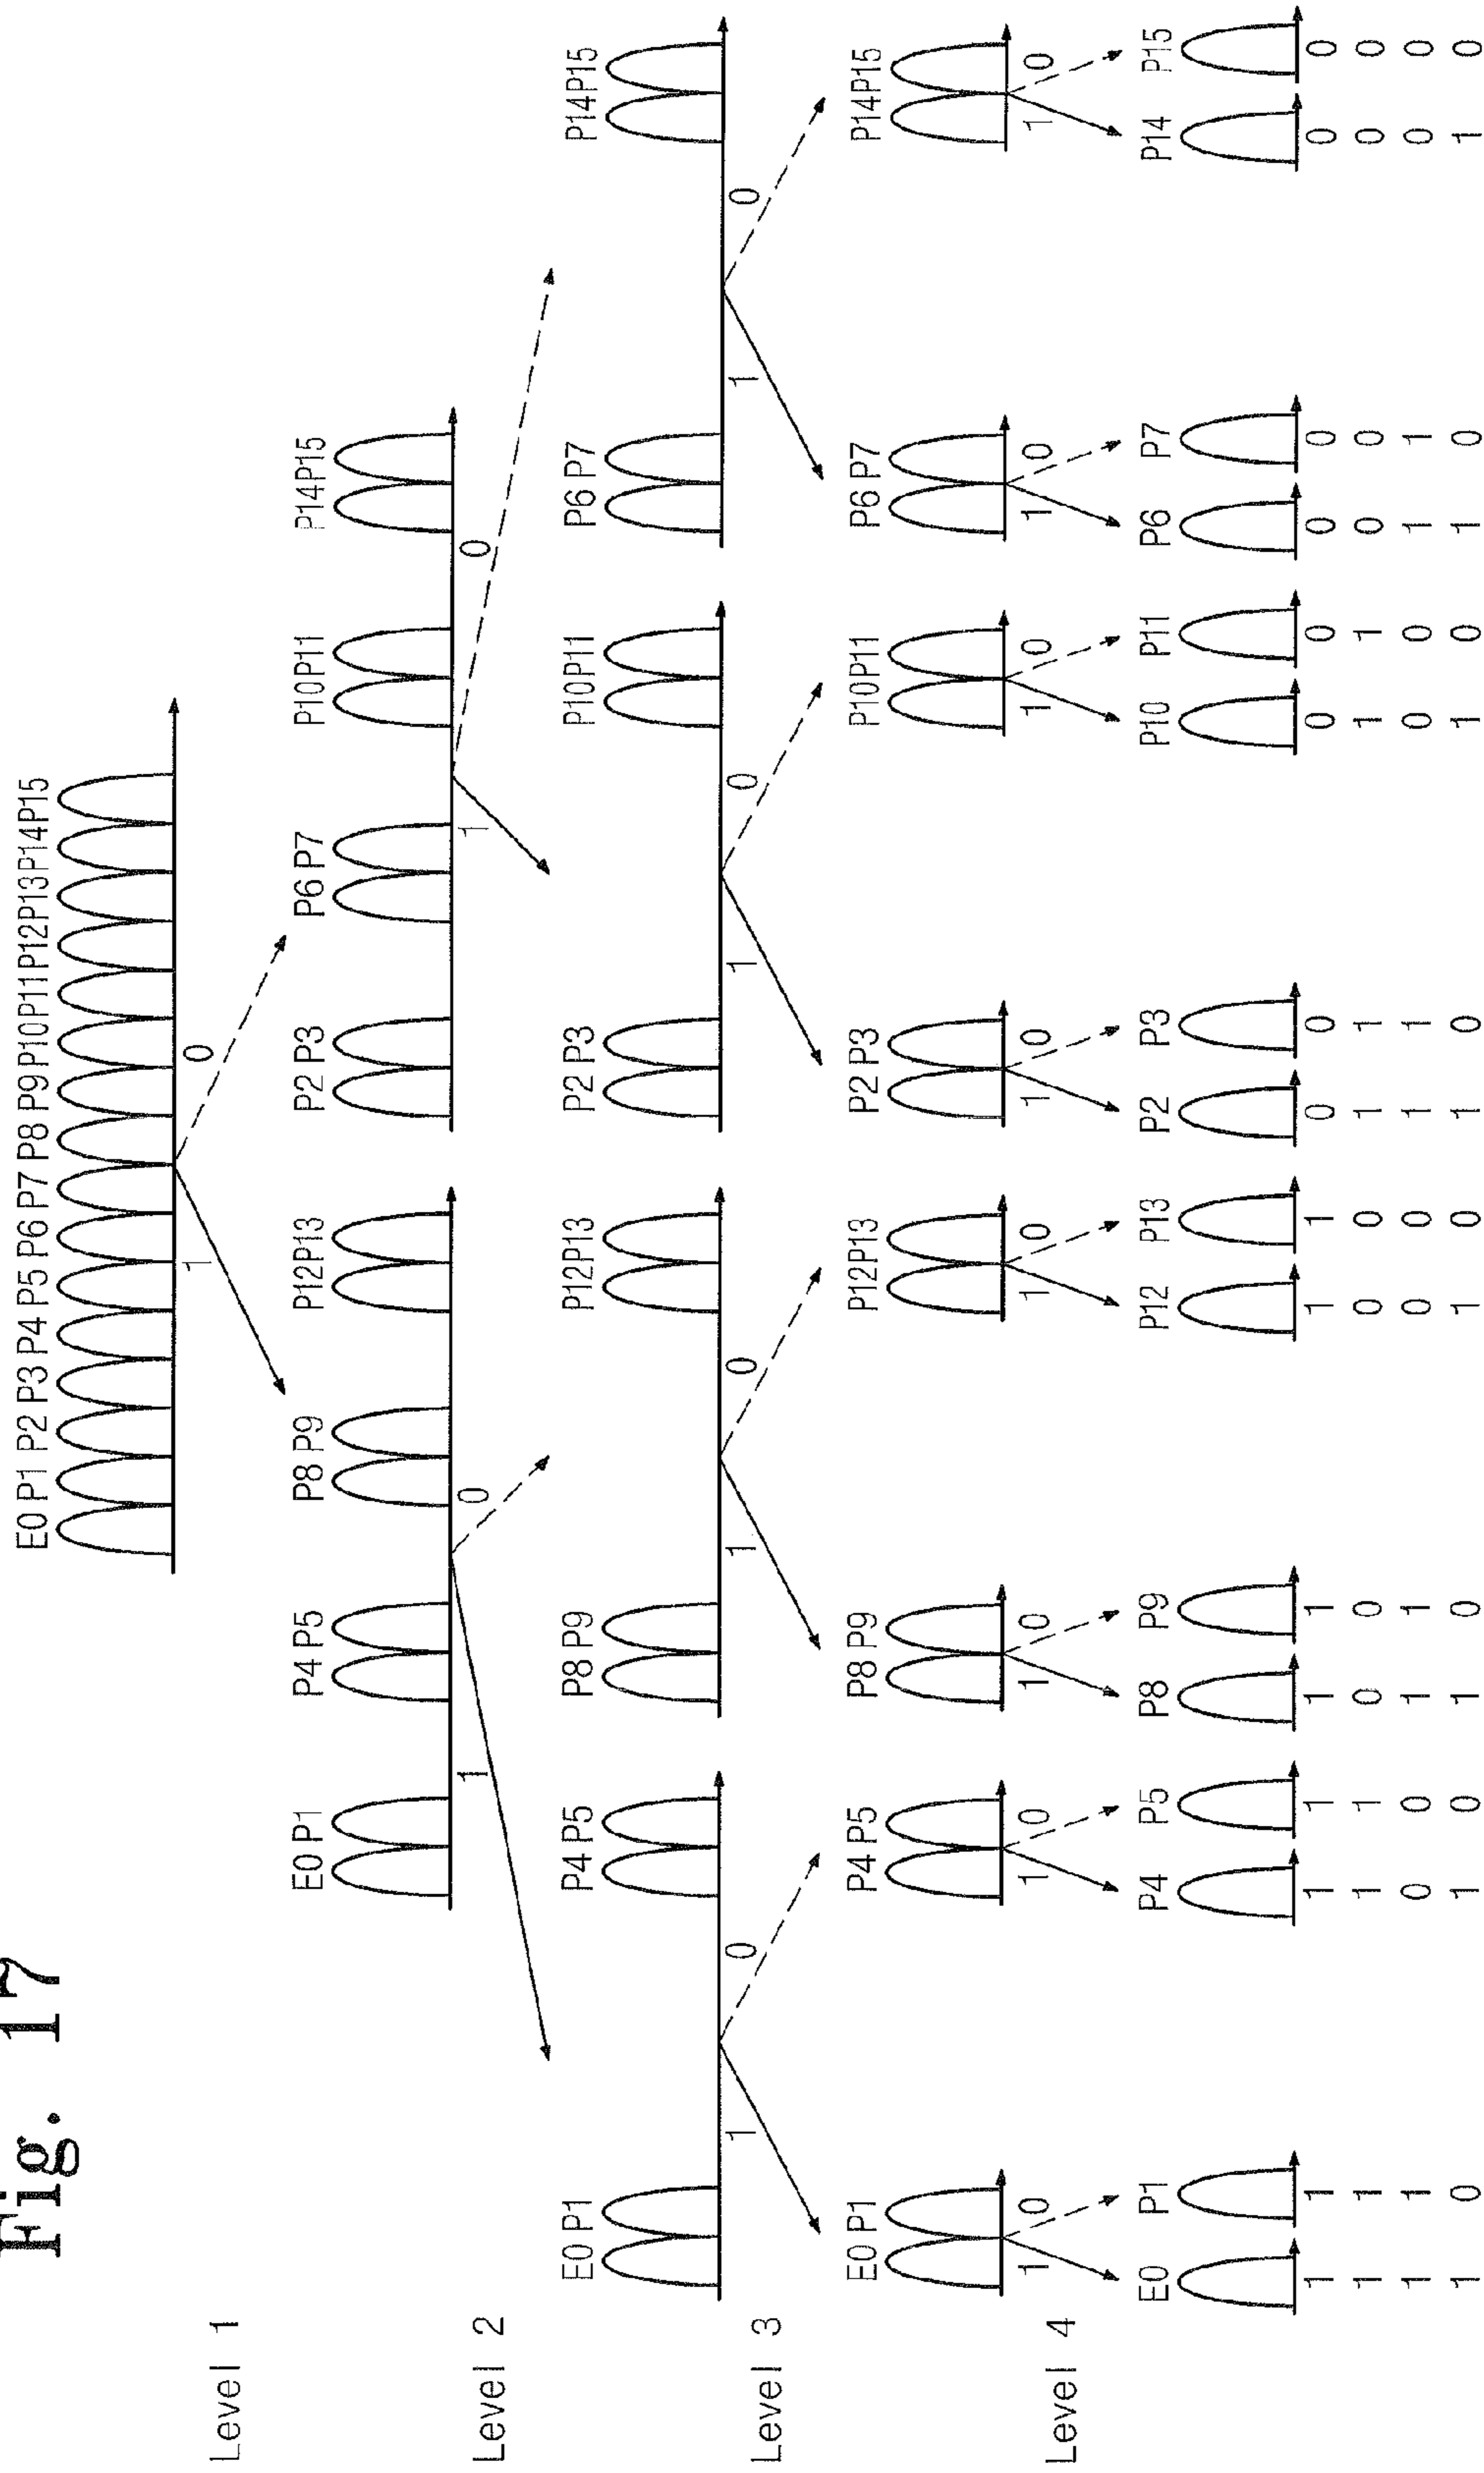 Fig. 17
E0 P1 P2 P3 P4 P5 P6 P7 P8 P9 P10 P11 P12 P13 P14 P15
Level 1
1 0
E0 P1 P4 P5 P8 P9 P12 P13 P2 P3 P6 P7 P10 P11 P14 P15
Level 2
1 0 1 0
E0 P1 P4 P5 P8 P9 P12 P13 P2 P3 P10 P11 P6 P7 P14 P15
Level 3
1 0 1 0 1 0 1 0
E0 P1 P4 P5 P8 P9 P12 P13 P2 P3 P10 P11 P6 P7 P14 P15
Level 4
1 0 1 0 1 0 1 0 1 0 1 0 1 0 1 0
E0 P1 P4 P5 P8 P9 P12 P13 P2 P3 P10 P11 P6 P7 P14 P15
1 1 1 1 1 1 1 1 0 0 0 0 0 0 0 0
1 1 1 1 0 0 0 0 1 1 1 1 0 0 0 0
1 1 0 0 1 1 0 0 1 1 0 0 1 1 0 0
1 0 1 0 1 0 1 0 1 0 1 0 1 0 1 0